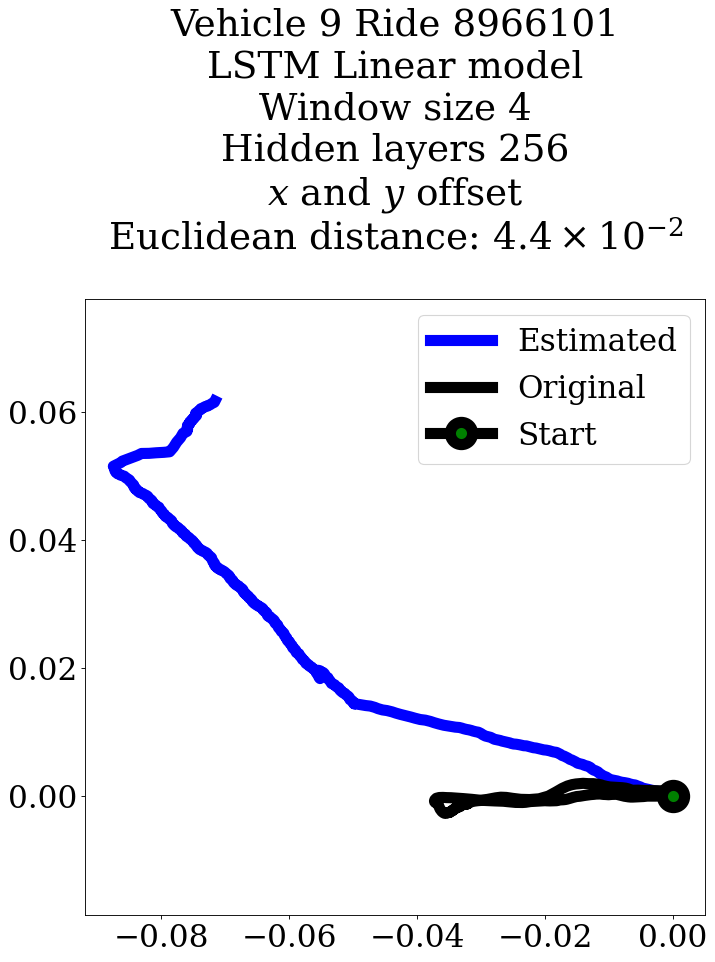 Vehicle 9 Ride 8966101
LSTM Linear model
Window size 4
Hidden layers 256
x and y offset
Euclidean distance: 4.4 × 10⁻²
Estimated
Original
Start
0.06
0.04
0.02
0.00
−0.08 −0.06 −0.04 −0.02 0.00